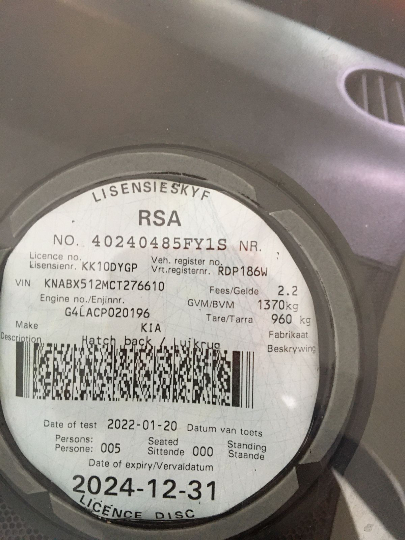 LISENSIESKYF
RSA
NO. 40240485FY1S NR.
Licence no. Veh. register no.
Lisensienr. KK10DYGP Vrt.registernr. RDP186W
VIN KNABX512MCT276610 Fees/Gelde 2.2
Engine no/Enjinnr. GVM/BVM 1370kg
G4LACP020196 Tare/Tarra 960 kg
Make KIA Fabrikaat
Description Hatch back / Luikrug Beskrywing
Date of test 2022-01-20 Datum van toets
Persons: Seated Standing
Persone: 005 Sittende 000 Staande
Date of expiry/Vervaldatum
2024-12-31
LICENCE DISC